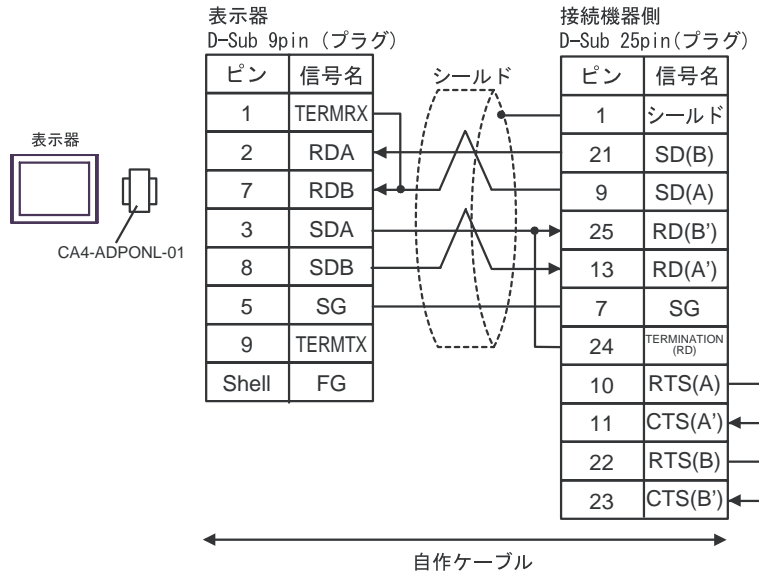 表示器
D-Sub 9pin (プラグ)
ピン 信号名
1 TERMRX
2 RDA
7 RDB
3 SDA
8 SDB
5 SG
9 TERMTX
Shell FG
シールド
接続機器側
D-Sub 25pin(プラグ)
ピン 信号名
1 シールド
21 SD(B)
9 SD(A)
25 RD(B')
13 RD(A')
7 SG
24 TERMINATION
(RD)
10 RTS(A)
11 CTS(A')
22 RTS(B)
23 CTS(B')
表示器
CA4-ADPONL-01
自作ケーブル